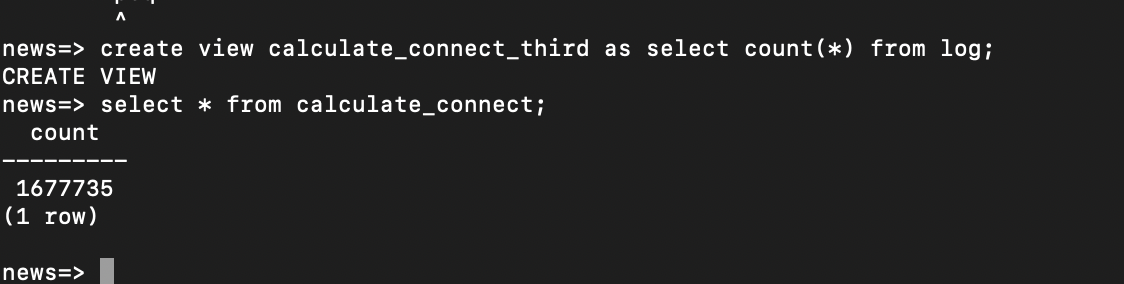 ^
news=> create view calculate_connect_third as select count(*) from log;
CREATE VIEW
news=> select * from calculate_connect;
  count
---------
 1677735
(1 row)

news=>